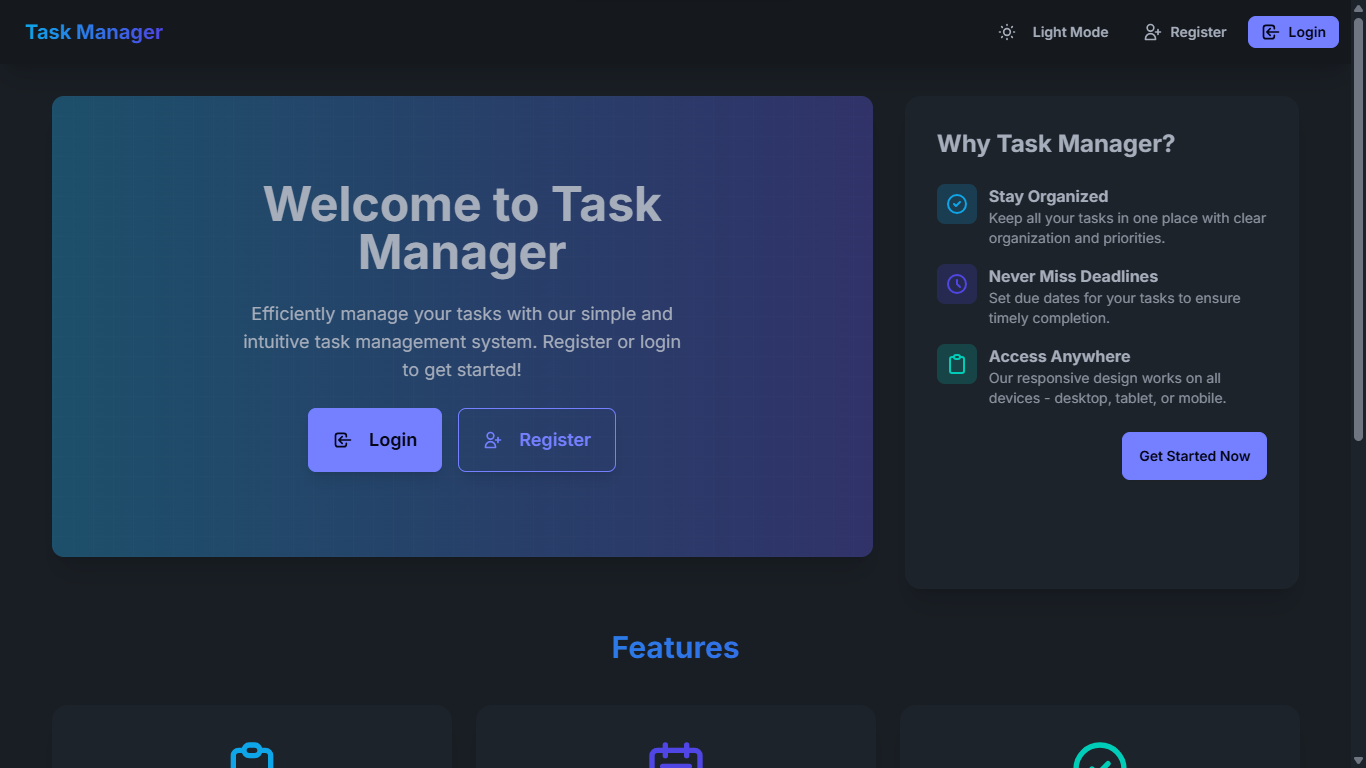 Task Manager
Light Mode
Register
Login
Welcome to Task
Manager
Efficiently manage your tasks with our simple and
intuitive task management system. Register or login
to get started!
Login
Register
Why Task Manager?
Stay Organized
Keep all your tasks in one place with clear
organization and priorities.
Never Miss Deadlines
Set due dates for your tasks to ensure
timely completion.
Access Anywhere
Our responsive design works on all
devices - desktop, tablet, or mobile.
Get Started Now
Features